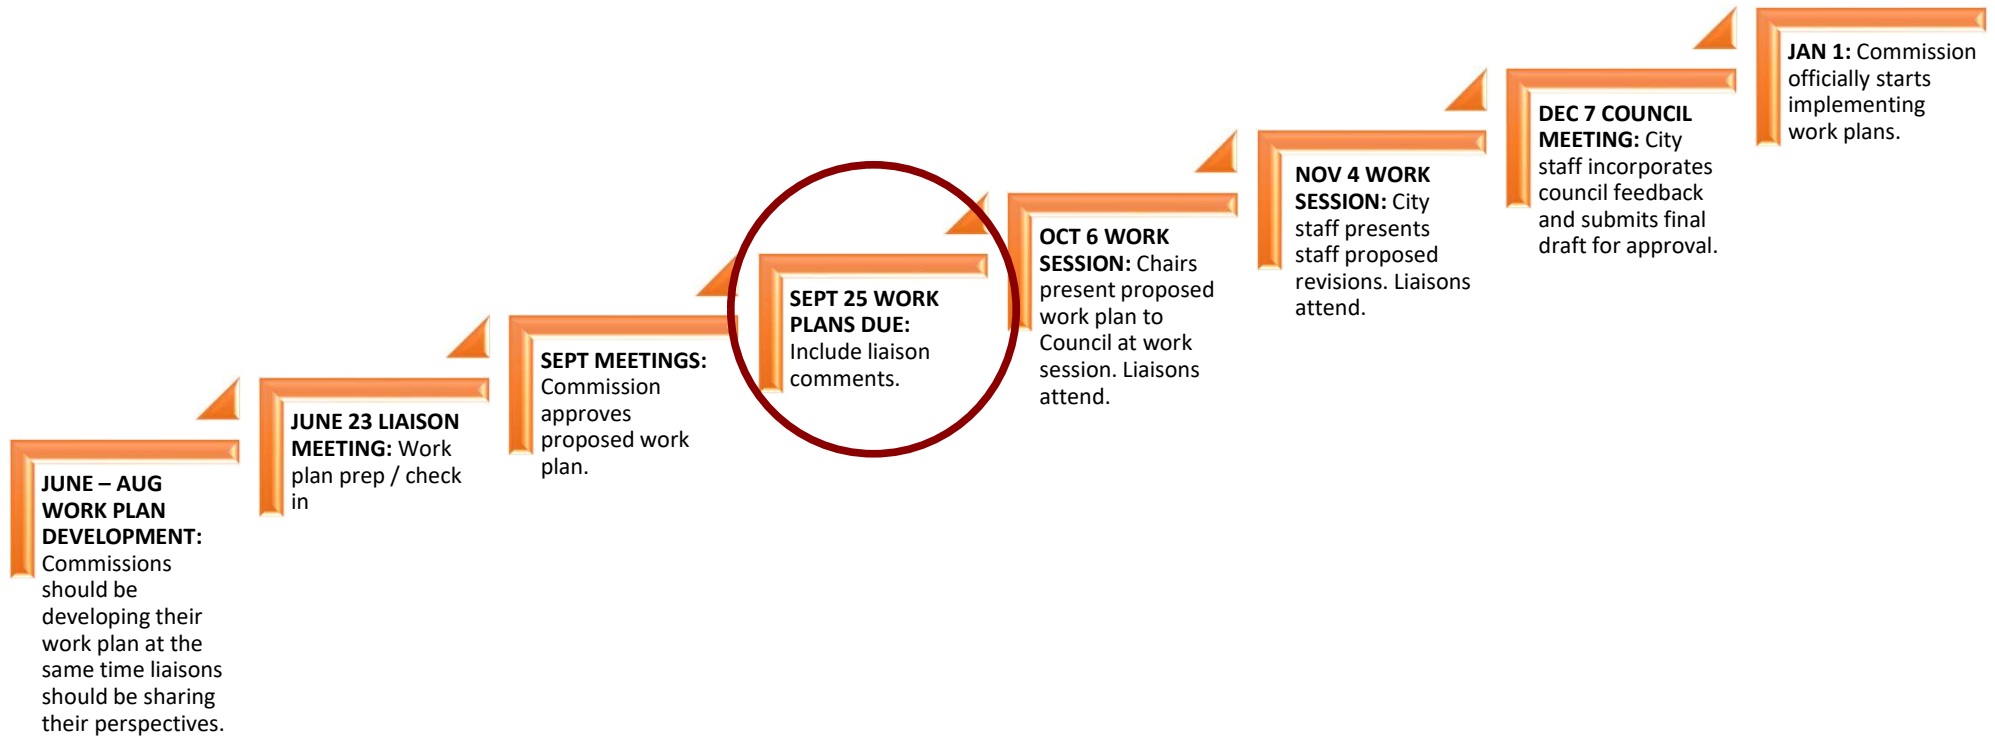 JUNE – AUG
WORK PLAN
DEVELOPMENT:
Commissions
should be
developing their
work plan at the
same time liaisons
should be sharing
their perspectives.
JUNE 23 LIAISON
MEETING: Work
plan prep / check
in
SEPT MEETINGS:
Commission
approves
proposed work
plan.
SEPT 25 WORK
PLANS DUE:
Include liaison
comments.
OCT 6 WORK
SESSION: Chairs
present proposed
work plan to
Council at work
session. Liaisons
attend.
NOV 4 WORK
SESSION: City
staff presents
staff proposed
revisions. Liaisons
attend.
DEC 7 COUNCIL
MEETING: City
staff incorporates
council feedback
and submits final
draft for approval.
JAN 1: Commission
officially starts
implementing
work plans.